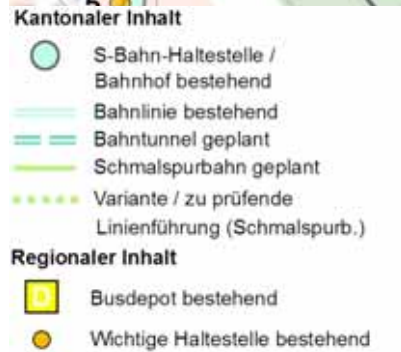 Kantonaler Inhalt
S-Bahn-Haltestelle /
Bahnhof bestehend
Bahnlinie bestehend
Bahntunnel geplant
Schmalspurbahn geplant
Variante / zu prüfende
Linienführung (Schmalspurb.)
Regionaler Inhalt
D Busdepot bestehend
Wichtige Haltestelle bestehend